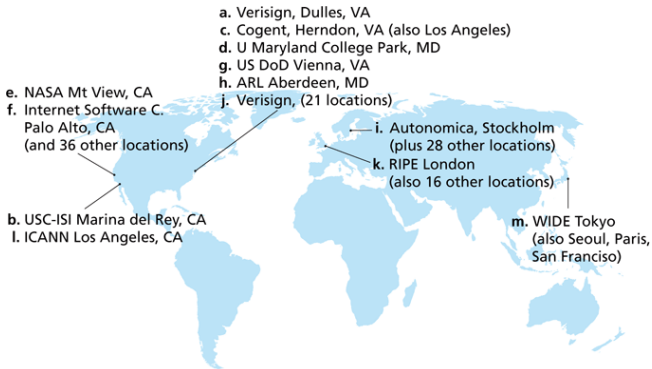 a. Verisign, Dulles, VA
c. Cogent, Herndon, VA (also Los Angeles)
d. U Maryland College Park, MD
g. US DoD Vienna, VA
h. ARL Aberdeen, MD
j. Verisign, (21 locations)
e. NASA Mt View, CA
f. Internet Software C.
Palo Alto, CA
(and 36 other locations)
i. Autonomica, Stockholm
(plus 28 other locations)
k. RIPE London
(also 16 other locations)
b. USC-ISI Marina del Rey, CA
l. ICANN Los Angeles, CA
m. WIDE Tokyo
(also Seoul, Paris,
San Franciso)